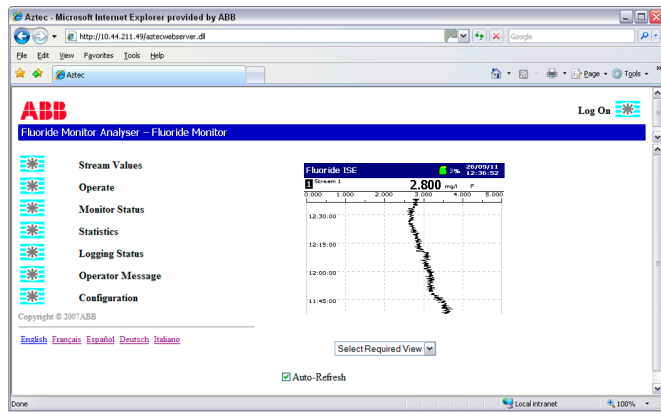 Aztec - Microsoft Internet Explorer provided by ABB
http://10.44.211.49/aztecwebserver.dll
Google
File Edit View Favorites Tools Help
Aztec
Page Tools
ABB
Log On
Fluoride Monitor Analyser – Fluoride Monitor
Stream Values
Operate
Monitor Status
Statistics
Logging Status
Operator Message
Configuration
Copyright © 2007ABB
English Français Español Deutsch Italiano
Fluoride ISE 3% 26/09/11
12:36:52
1 Stream 1 2.800 mg/l F
0.000 1.000 2.000 3.000 4.000 5.000
12:30:00
12:15:00
12:00:00
11:45:00
Select Required View
Auto-Refresh
Done Local intranet 100%